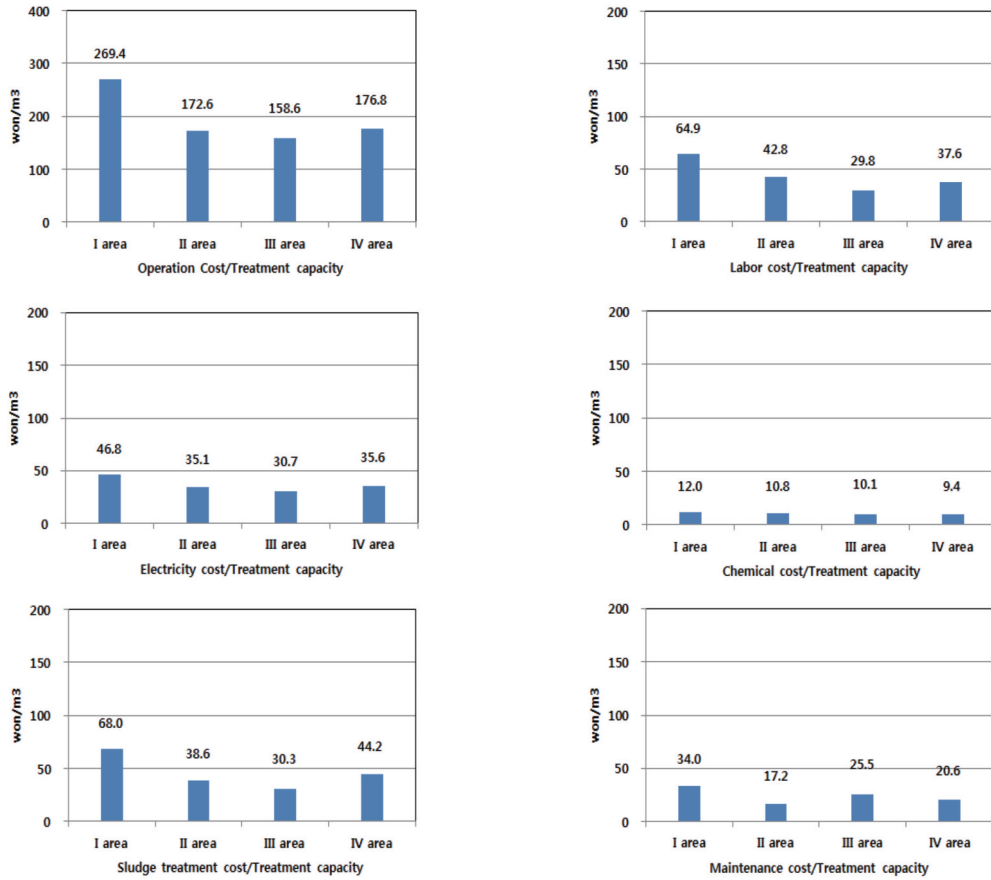 400
300
200
100
0
won/m3
269.4
172.6
158.6
176.8
I area
II area
III area
IV area
Operation Cost/Treatment capacity
200
150
100
50
0
won/m3
64.9
42.8
29.8
37.6
I area
II area
III area
IV area
Labor cost/Treatment capacity
200
150
100
50
0
won/m3
46.8
35.1
30.7
35.6
I area
II area
III area
IV area
Electricity cost/Treatment capacity
200
150
100
50
0
won/m3
12.0
10.8
10.1
9.4
I area
II area
III area
IV area
Chemical cost/Treatment capacity
200
150
100
50
0
won/m3
68.0
38.6
30.3
44.2
I area
II area
III area
IV area
Sludge treatment cost/Treatment capacity
200
150
100
50
0
won/m3
34.0
17.2
25.5
20.6
I area
II area
III area
IV area
Maintenance cost/Treatment capacity